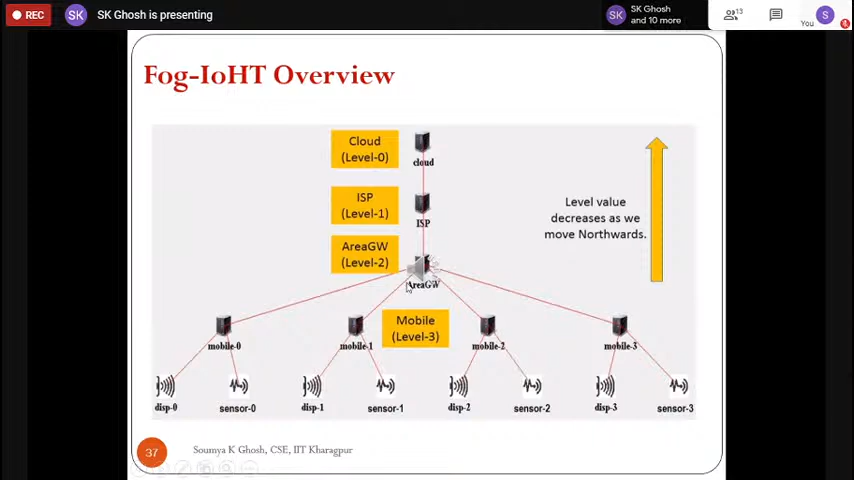 REC
SK
SK Ghosh is presenting
SK
SK Ghosh
and 10 more
13
You
S
Fog-IoHT Overview
Cloud
(Level-0)
cloud
ISP
(Level-1)
ISP
Level value
decreases as we
move Northwards.
AreaGW
(Level-2)
AreaGW
Mobile
(Level-3)
mobile-0
mobile-1
mobile-2
mobile-3
disp-0
sensor-0
disp-1
sensor-1
disp-2
sensor-2
disp-3
sensor-3
37
Soumya K Ghosh, CSE, IIT Kharagpur